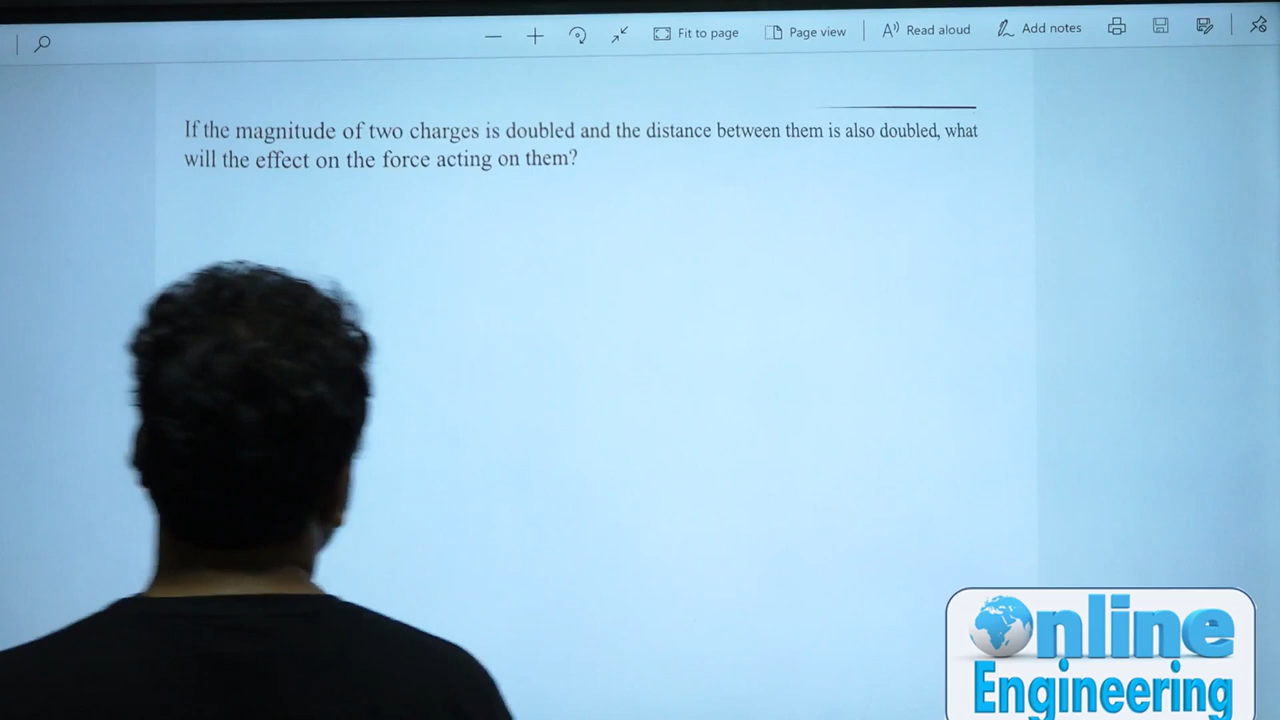 Fit to page
Page view
Read aloud
Add notes
If the magnitude of two charges is doubled and the distance between them is also doubled, what
will the effect on the force acting on them?
Online
Engineering